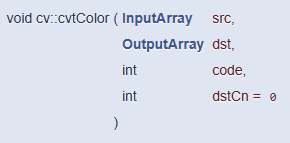 void cv::cvtColor ( InputArray src,
OutputArray dst,
int code,
int dstCn = 0
)